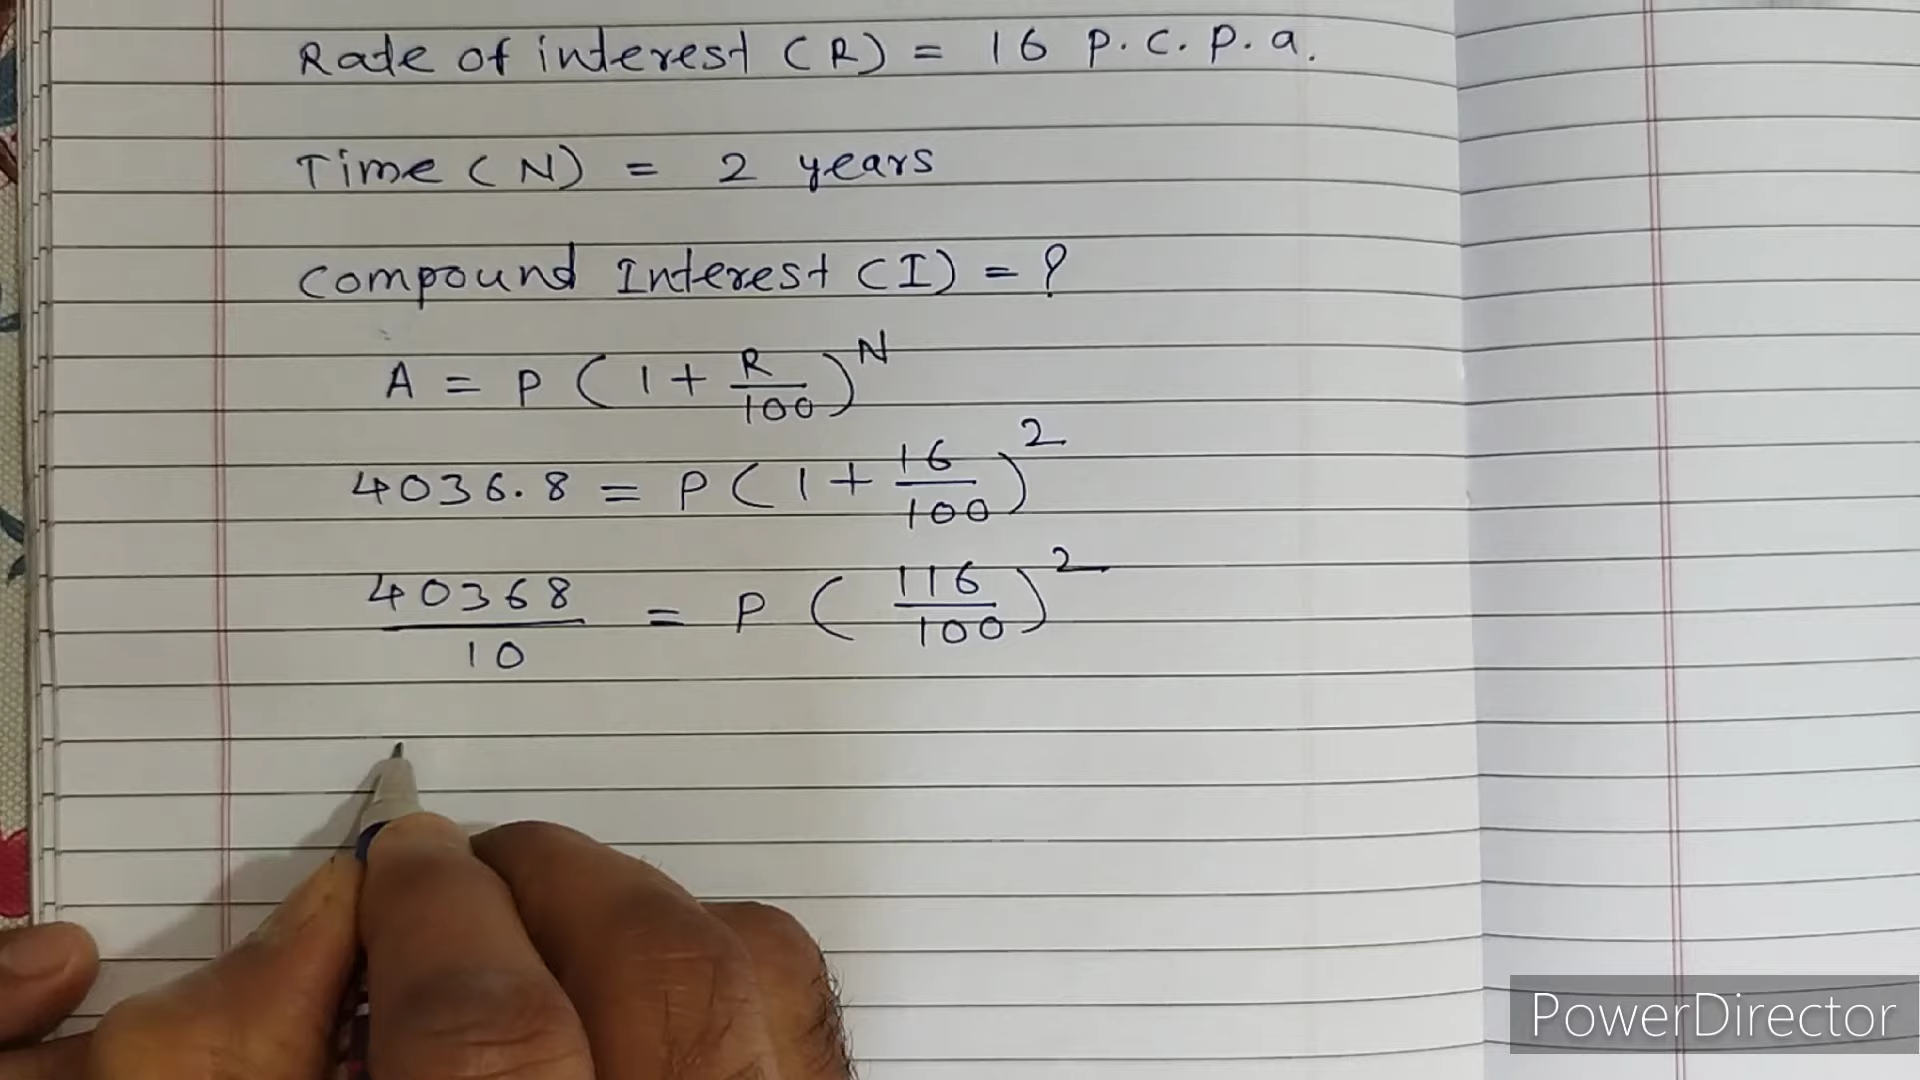 Rate of interest (R) = 16 p.c.p.a.
Time (N) = 2 years
Compound Interest (I) = ?
A = P (1 + R/100)^N
4036.8 = P (1 + 16/100)^2
40368/10 = P (116/100)^2
PowerDirector